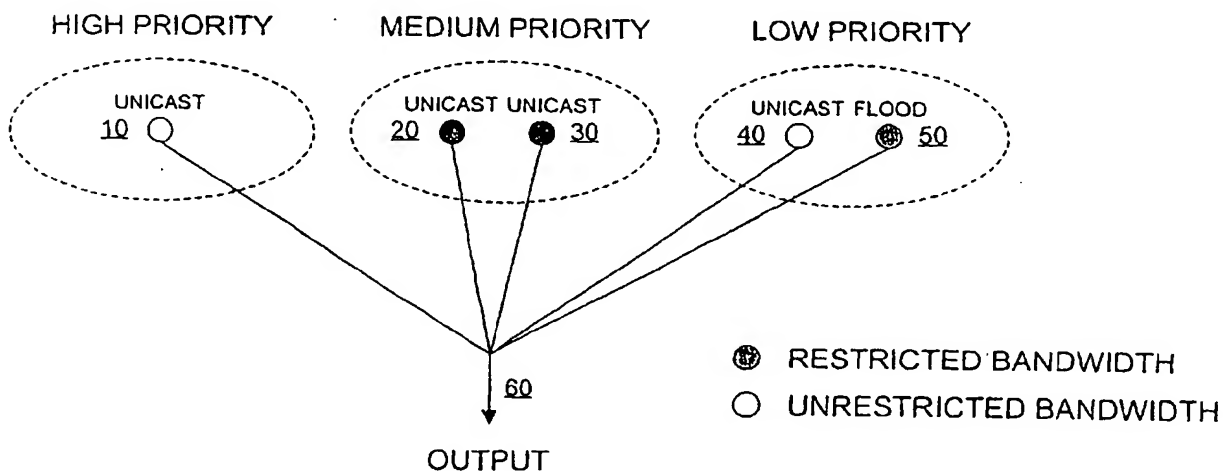 HIGH PRIORITY MEDIUM PRIORITY LOW PRIORITY
UNICAST UNICAST UNICAST UNICAST FLOOD
10 20 30 40 50
RESTRICTED BANDWIDTH
60
UNRESTRICTED BANDWIDTH
OUTPUT